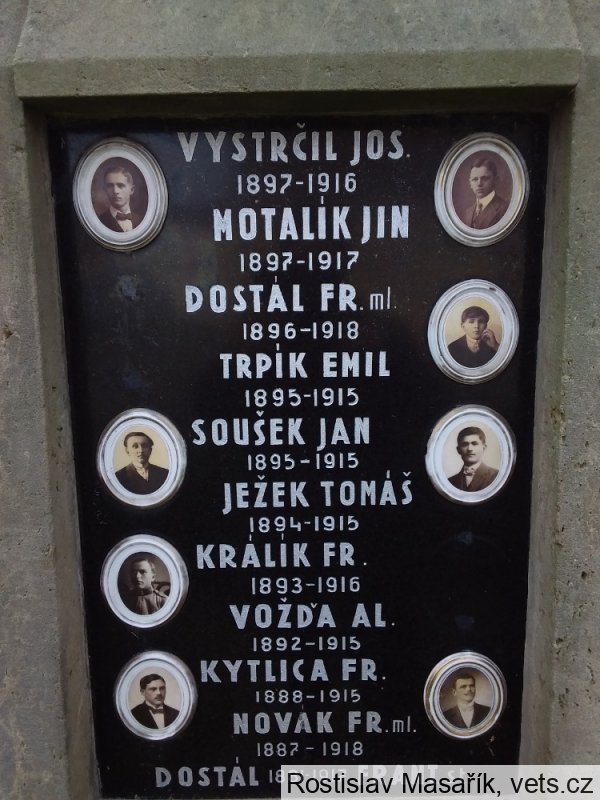 VYSTRČIL JOS.
1897-1916
MOTALÍK JIN
1897-1917
DOSTÁL FR. ml.
1896-1918
TRPÍK EMIL
1895-1915
SOUŠEK JAN
1895-1915
JEŽEK TOMÁŠ
1894-1915
KRÁLÍK FR.
1893-1916
VOŽĎA AL.
1892-1915
KYTLICA FR.
1888-1915
NOVÁK FR. ml.
1887-1918
DOSTÁL
Rostislav Masařík, vets.cz